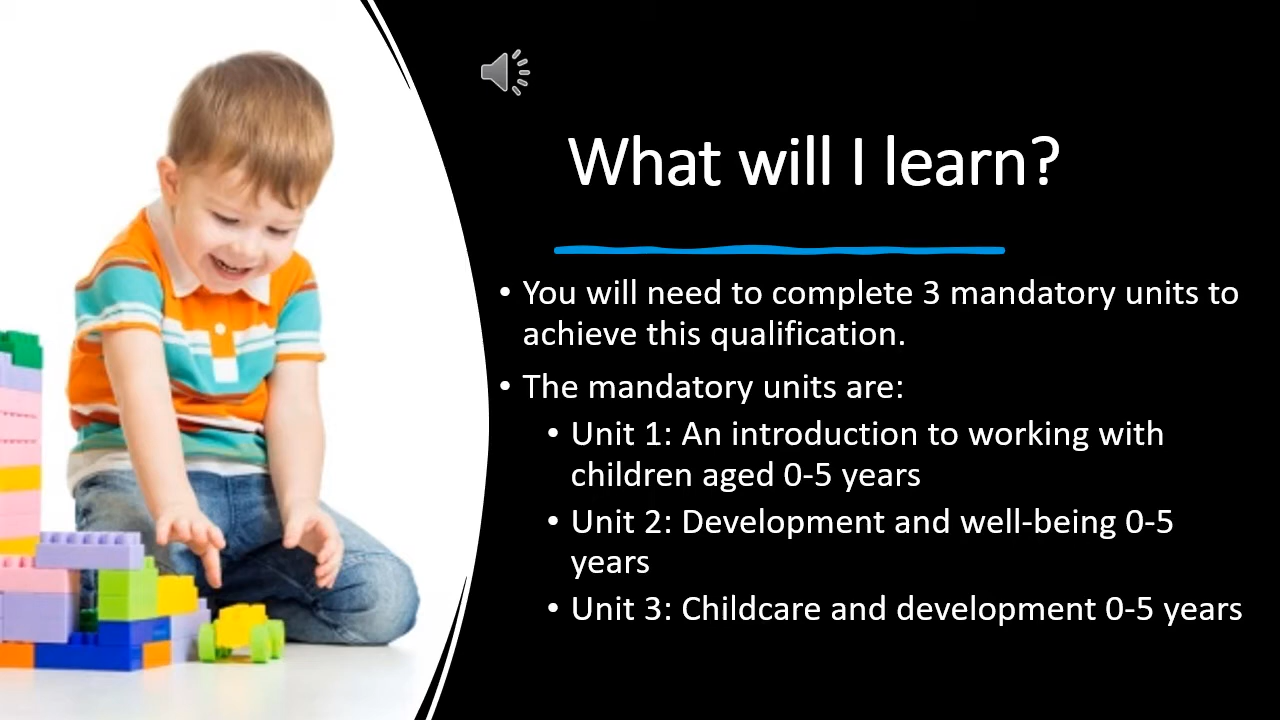 What will I learn?
• You will need to complete 3 mandatory units to
achieve this qualification.
• The mandatory units are:
• Unit 1: An introduction to working with
children aged 0-5 years
• Unit 2: Development and well-being 0-5
years
• Unit 3: Childcare and development 0-5 years